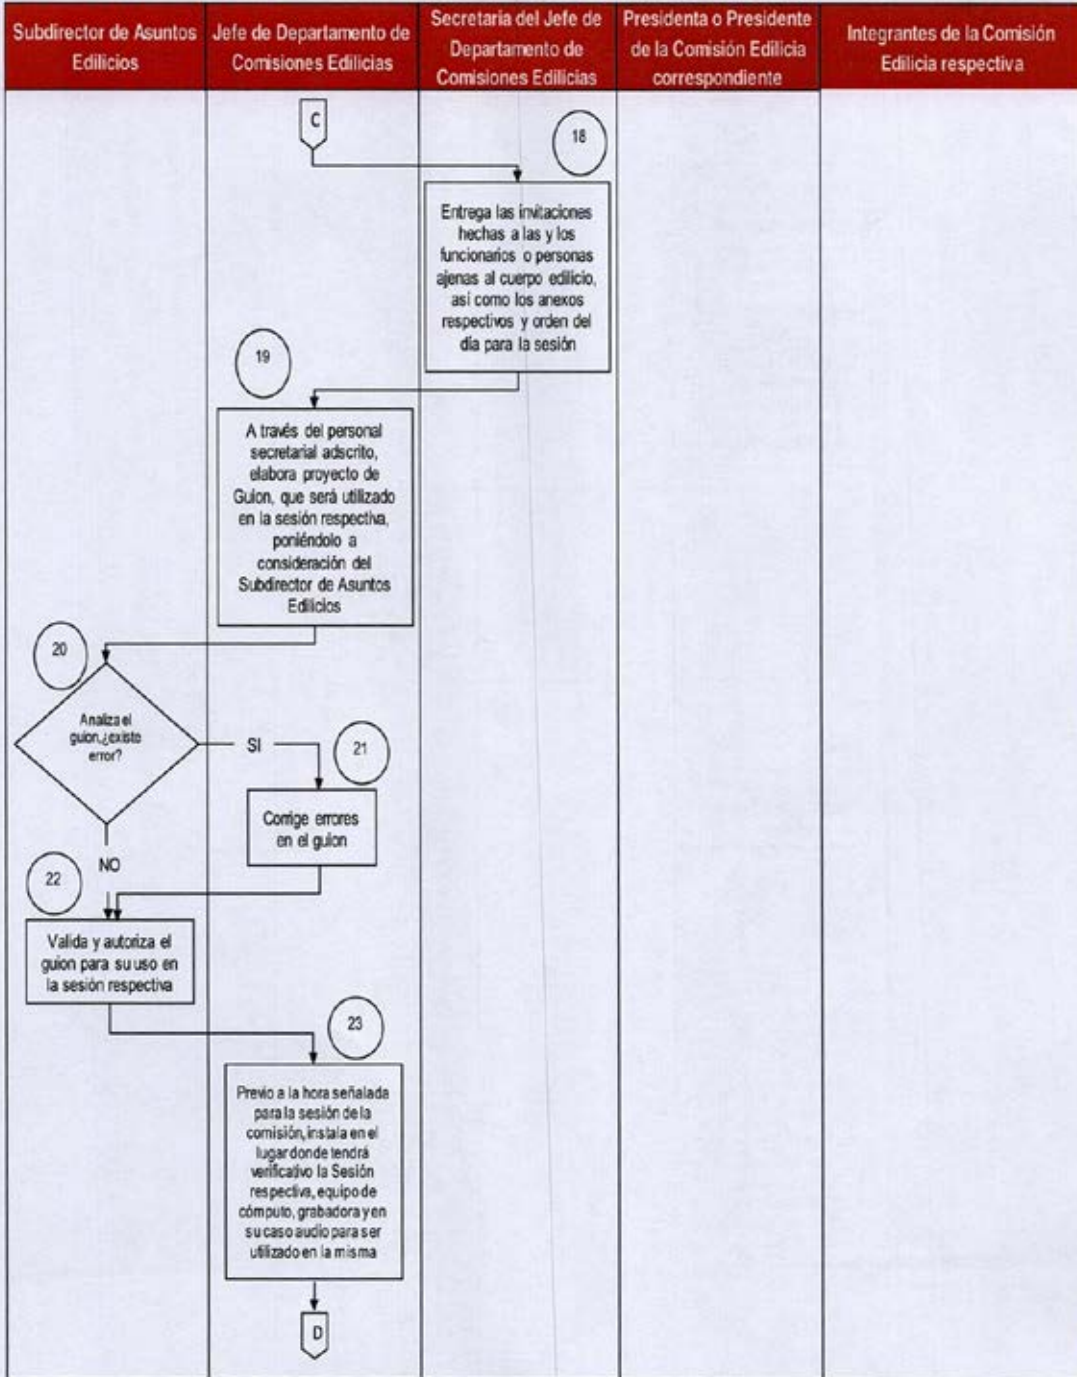 Subdirector de Asuntos
Edilicios
Jefe de Departamento de
Comisiones Edilicias
Secretaria del Jefe de
Departamento de
Comisiones Edilicias
Presidenta o Presidente
de la Comisión Edilicia
correspondiente
Integrantes de la Comisión
Edilicia respectiva
C
18
Entrega las invitaciones
hechas a las y los
funcionarios o personas
ajenas al cuerpo edilicio,
así como los anexos
respectivos y orden del
día para la sesión
19
A través del personal
secretarial adscrito,
elabora proyecto de
Guion, que será utilizado
en la sesión respectiva,
poniéndolo a
consideración del
Subdirector de Asuntos
Edilicios
20
Analiza el
guion,¿existe
error?
SI
21
Corrige errores
en el guion
NO
22
Valida y autoriza el
guion para su uso en
la sesión respectiva
23
Previo a la hora señalada
para la sesión de la
comisión, instala en el
lugar donde tendrá
verificativo la Sesión
respectiva, equipo de
cómputo, grabadora y en
su caso audio para ser
utilizado en la misma
D